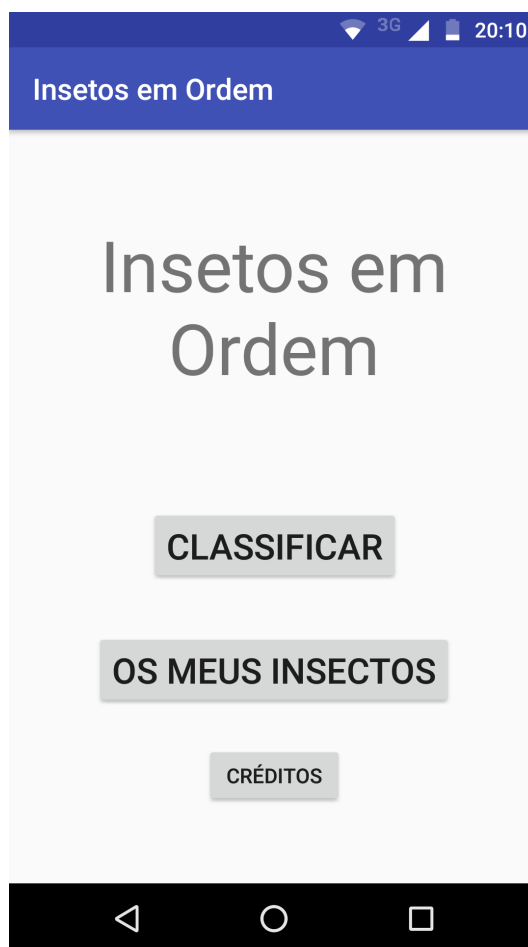 3G 20:10
Insetos em Ordem
Insetos em
Ordem
CLASSIFICAR
OS MEUS INSECTOS
CRÉDITOS